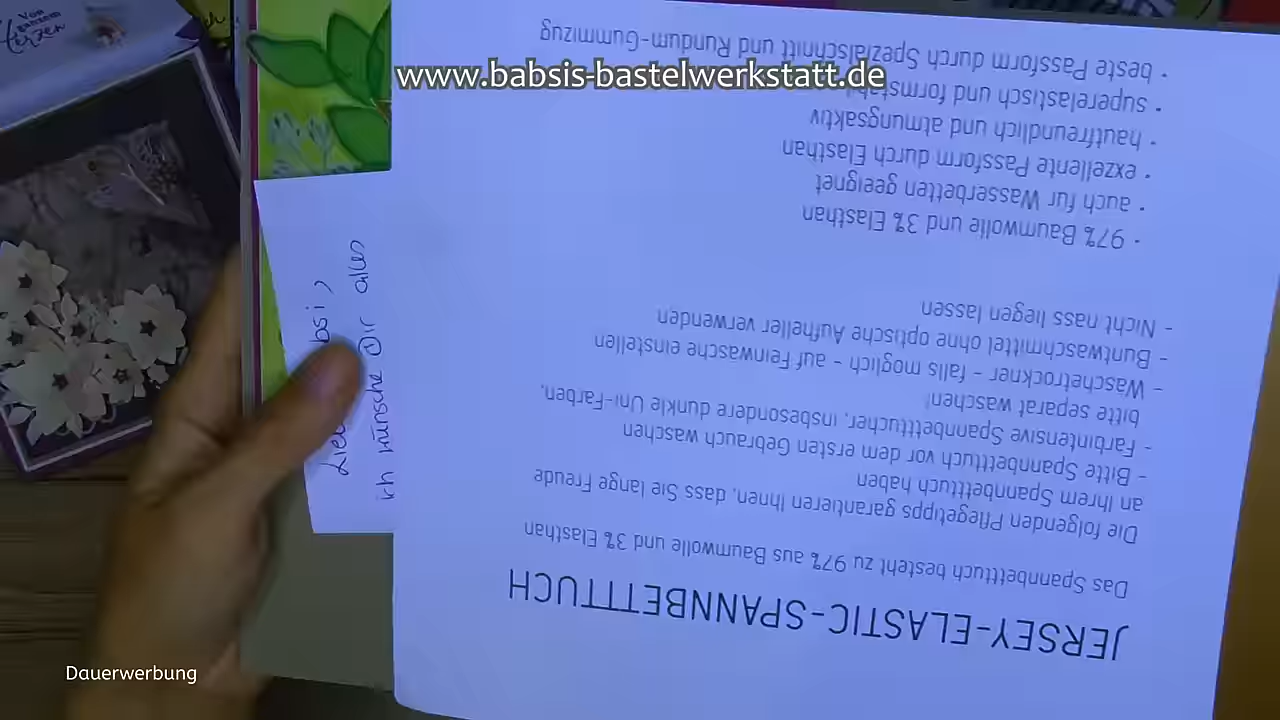 Von
ganzem
Herzen
www.babsis-bastelwerkstatt.de
JERSEY-ELASTIC-SPANNBETTTUCH
Das Spannbetttuch besteht zu 97% aus Baumwolle und 3% Elasthan
Die folgenden Pflegetipps garantieren Ihnen, dass Sie lange Freude
an Ihrem Spannbetttuch haben
- Bitte Spannbetttuch vor dem ersten Gebrauch waschen
- Farbintensive Spannbetttücher, insbesondere dunkle Uni-Farben,
bitte separat waschen!
- Wäschetrockner - falls möglich - auf Feinwäsche einstellen
- Buntwaschmittel ohne optische Aufheller verwenden
- Nicht nass liegen lassen
• 97% Baumwolle und 3% Elasthan
• auch für Wasserbetten geeignet
• exzellente Passform durch Elasthan
• hautfreundlich und atmungsaktiv
• superelastisch und
• beste Passform durch Spezialschnitt und Rundum-Gummizug
ich wünsche Dir alles
Dauerwerbung